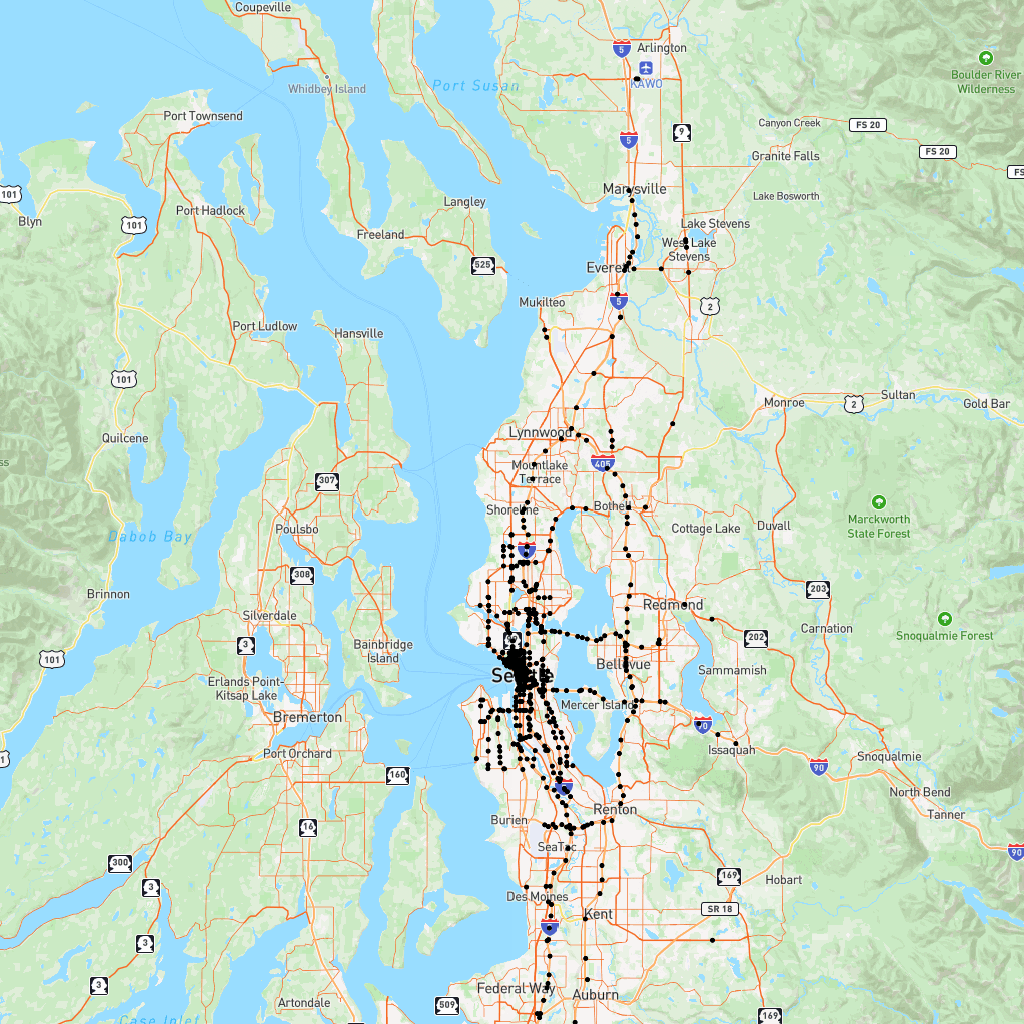 Coupeville
5
Arlington
KAWO
Boulder River
Wilderness
Whidbey Island
Port Susan
Port Townsend
Canyon Creek
FS 20
5
9
FS 20
Granite Falls
FS
101
Marysville
Lake Bosworth
Langley
Port Hadlock
Blyn
101
Lake Stevens
Freeland
West Lake
Stevens
525
Everett
Mukilteo
5
2
Port Ludlow
Hansville
101
Monroe
2
Sultan
Gold Bar
Quilcene
Lynnwood
405
Mountlake
Terrace
307
Shoreline
Bothell
Marckworth
State Forest
Poulsbo
Cottage Lake
Duvall
Dabob Bay
308
203
Brinnon
Silverdale
Redmond
Snoqualmie Forest
3
Bainbridge
Island
202
Carnation
101
Bellevue
Seattle
Sammamish
Erlands Point-
Kitsap Lake
Mercer Island
Bremerton
90
Issaquah
Port Orchard
160
90
Snoqualmie
North Bend
Renton
Tanner
16
Burien
SeaTac
90
300
169
Hobart
3
Des Moines
SR 18
Kent
3
3
Federal Way
Auburn
Artondale
509
169
Case Inlet